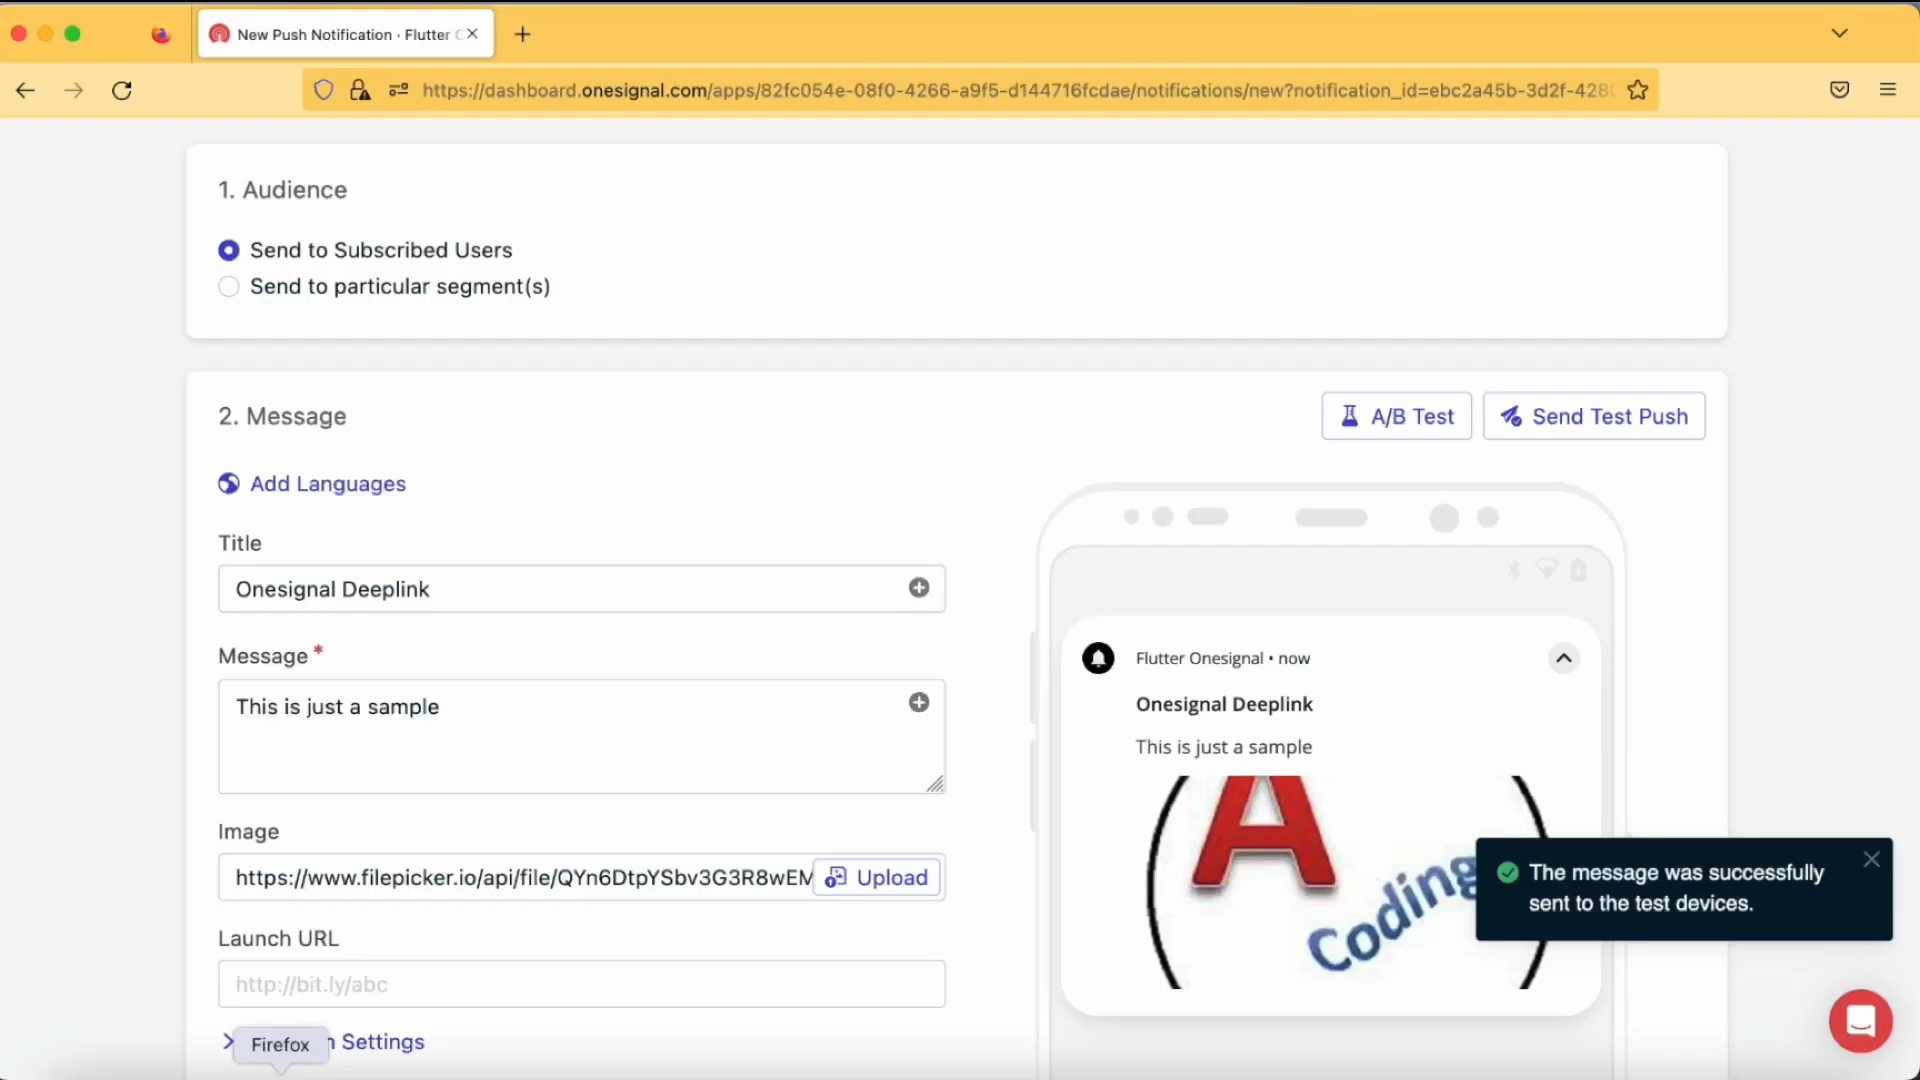 New Push Notification · Flutter
https://dashboard.onesignal.com/apps/82fc054e-08f0-4266-a9f5-d144716fcdae/notifications/new?notification_id=ebc2a45b-3d2f-428
1. Audience
Send to Subscribed Users
Send to particular segment(s)
2. Message
A/B Test
Send Test Push
Add Languages
Title
Onesignal Deeplink
Message *
This is just a sample
Image
https://www.filepicker.io/api/file/QYn6DtpYSbv3G3R8wEM
Upload
Launch URL
http://bit.ly/abc
Firefox
Settings
Flutter Onesignal • now
Onesignal Deeplink
This is just a sample
A
Coding
The message was successfully
sent to the test devices.